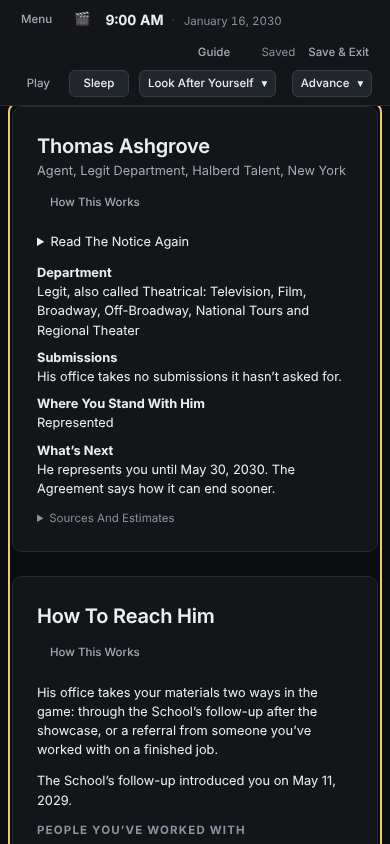 Menu 🎬 9:00 AM · January 16, 2030
Guide Saved Save & Exit
Play Sleep Look After Yourself ▾ Advance ▾
Thomas Ashgrove
Agent, Legit Department, Halberd Talent, New York
How This Works
▶ Read The Notice Again
Department
Legit, also called Theatrical: Television, Film,
Broadway, Off-Broadway, National Tours and
Regional Theater
Submissions
His office takes no submissions it hasn’t asked for.
Where You Stand With Him
Represented
What’s Next
He represents you until May 30, 2030. The
Agreement says how it can end sooner.
▶ Sources And Estimates
How To Reach Him
How This Works
His office takes your materials two ways in the
game: through the School’s follow-up after the
showcase, or a referral from someone you’ve
worked with on a finished job.
The School’s follow-up introduced you on May 11,
2029.
PEOPLE YOU’VE WORKED WITH